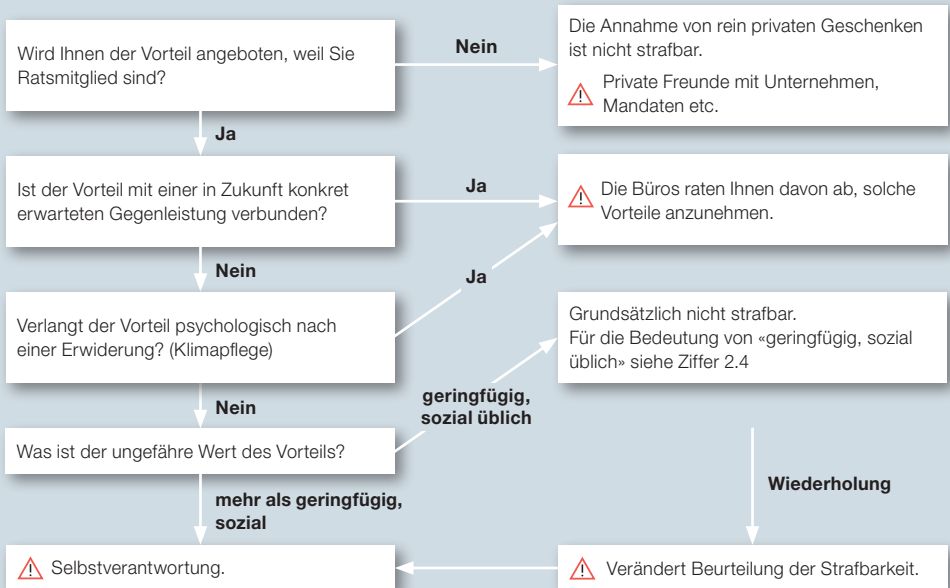 Wird Ihnen der Vorteil angeboten, weil Sie
Ratsmitglied sind?
Nein
Die Annahme von rein privaten Geschenken
ist nicht strafbar.
Private Freunde mit Unternehmen,
Mandaten etc.
Ja
Ist der Vorteil mit einer in Zukunft konkret
erwarteten Gegenleistung verbunden?
Ja
Die Büros raten Ihnen davon ab, solche
Vorteile anzunehmen.
Nein
Ja
Verlangt der Vorteil psychologisch nach
einer Erwiderung? (Klimapflege)
Grundsätzlich nicht strafbar.
Für die Bedeutung von «geringfügig, sozial
üblich» siehe Ziffer 2.4
Nein
geringfügig,
sozial üblich
Was ist der ungefähre Wert des Vorteils?
mehr als geringfügig,
sozial
Wiederholung
Selbstverantwortung.
Verändert Beurteilung der Strafbarkeit.